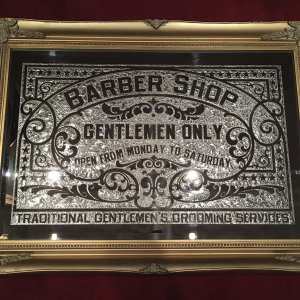 BARBER SHOP
GENTLEMEN ONLY
OPEN FROM MONDAY TO SATURDAY
TRADITIONAL GENTLEMEN'S GROOMING SERVICES